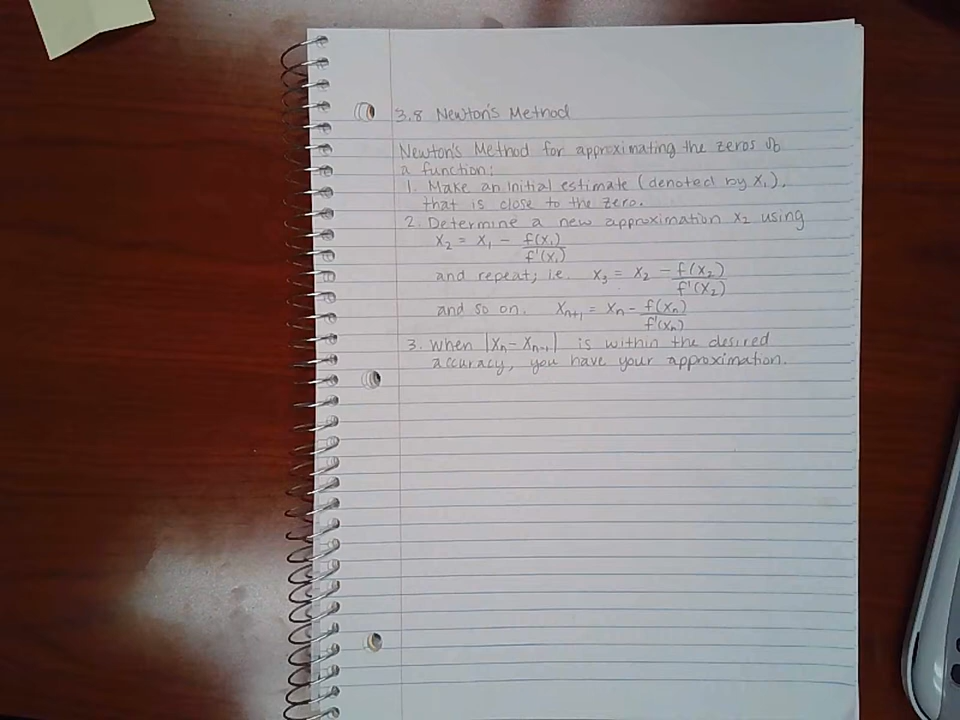 3.8 Newton's Method
Newton's Method for approximating the zeros of
a function:
1. Make an initial estimate (denoted by x₁),
that is close to the zero.
2. Determine a new approximation x₂ using
x₂ = x₁ - f(x₁)/f'(x₁)
and repeat; i.e. x₃ = x₂ - f(x₂)/f'(x₂)
and so on. xₙ₊₁ = xₙ - f(xₙ)/f'(xₙ)
3. When |xₙ - xₙ₋₁| is within the desired
accuracy, you have your approximation.